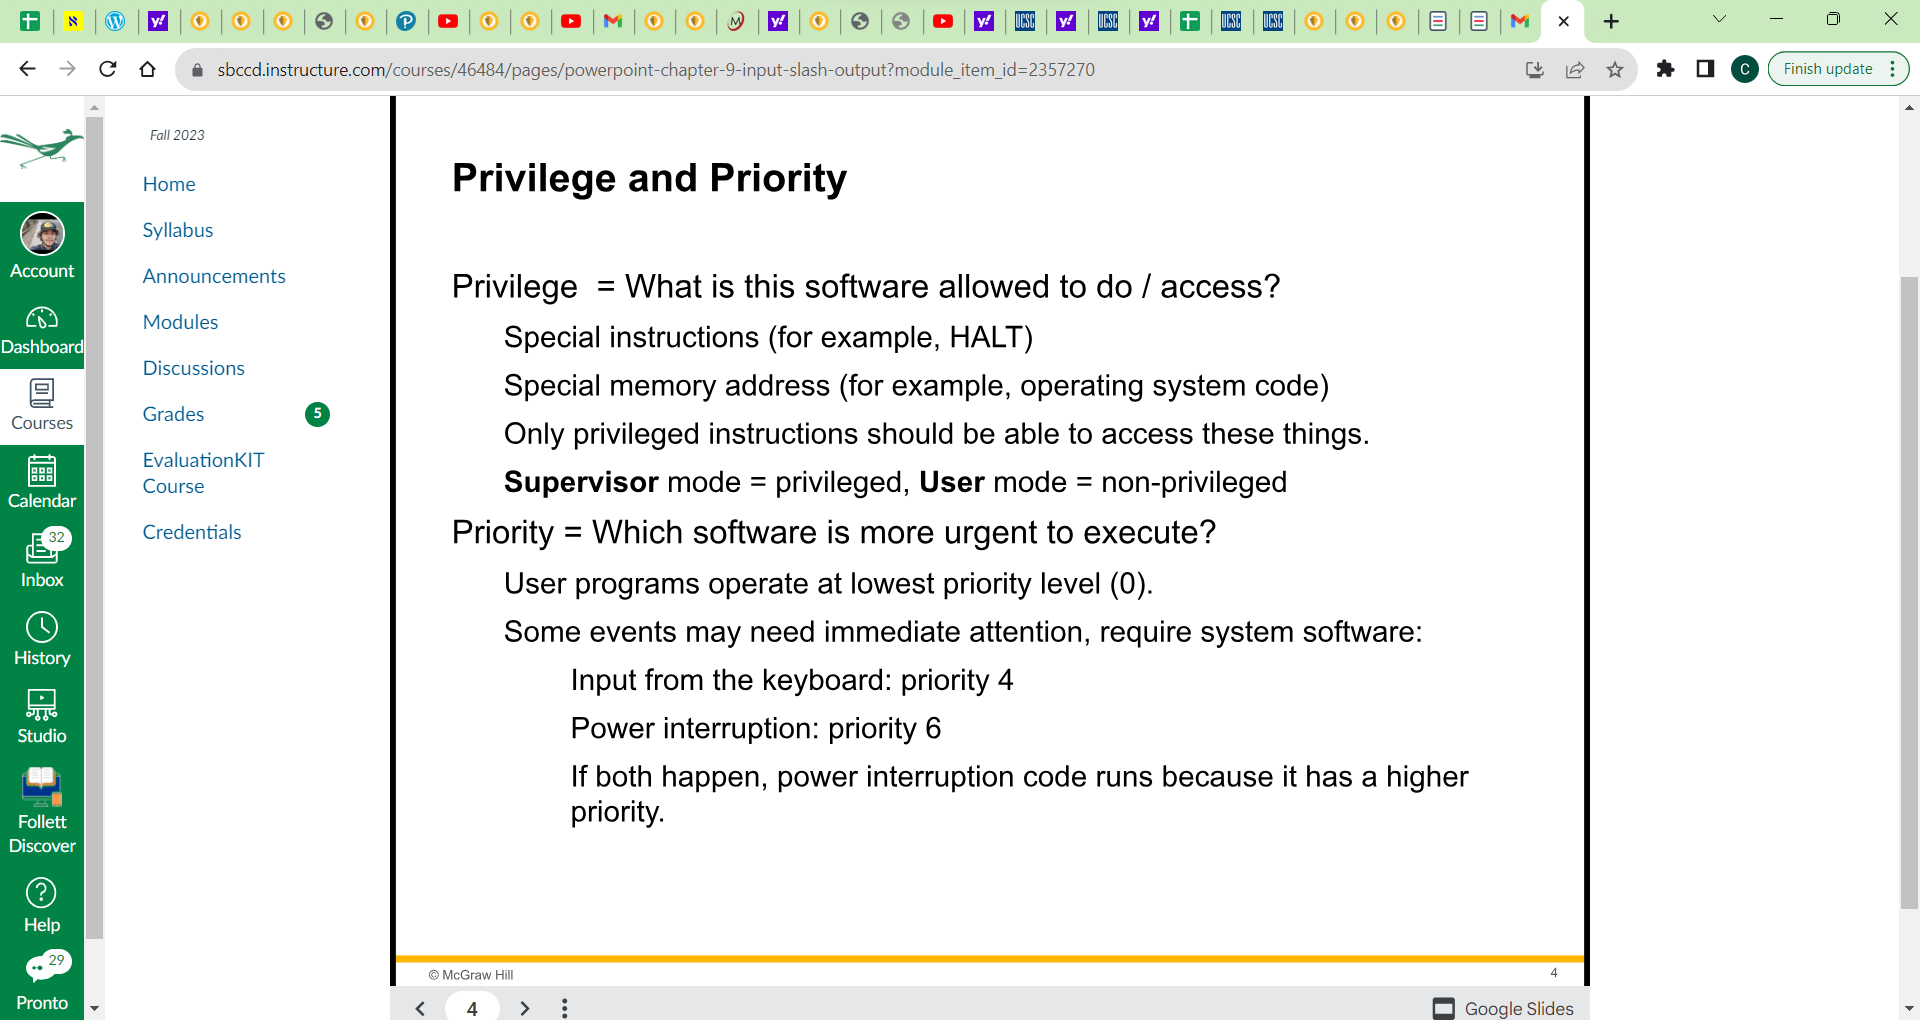 sbccd.instructure.com/courses/46484/pages/powerpoint-chapter-9-input-slash-output?module_item_id=2357270
C
Finish update
Fall 2023
Home
Syllabus
Announcements
Modules
Discussions
Grades
5
EvaluationKIT
Course
Credentials
Account
Dashboard
Courses
Calendar
32
Inbox
History
Studio
Follett
Discover
Help
29
Pronto
Privilege and Priority
Privilege = What is this software allowed to do / access?
Special instructions (for example, HALT)
Special memory address (for example, operating system code)
Only privileged instructions should be able to access these things.
Supervisor mode = privileged, User mode = non-privileged
Priority = Which software is more urgent to execute?
User programs operate at lowest priority level (0).
Some events may need immediate attention, require system software:
Input from the keyboard: priority 4
Power interruption: priority 6
If both happen, power interruption code runs because it has a higher
priority.
© McGraw Hill
4
4
Google Slides